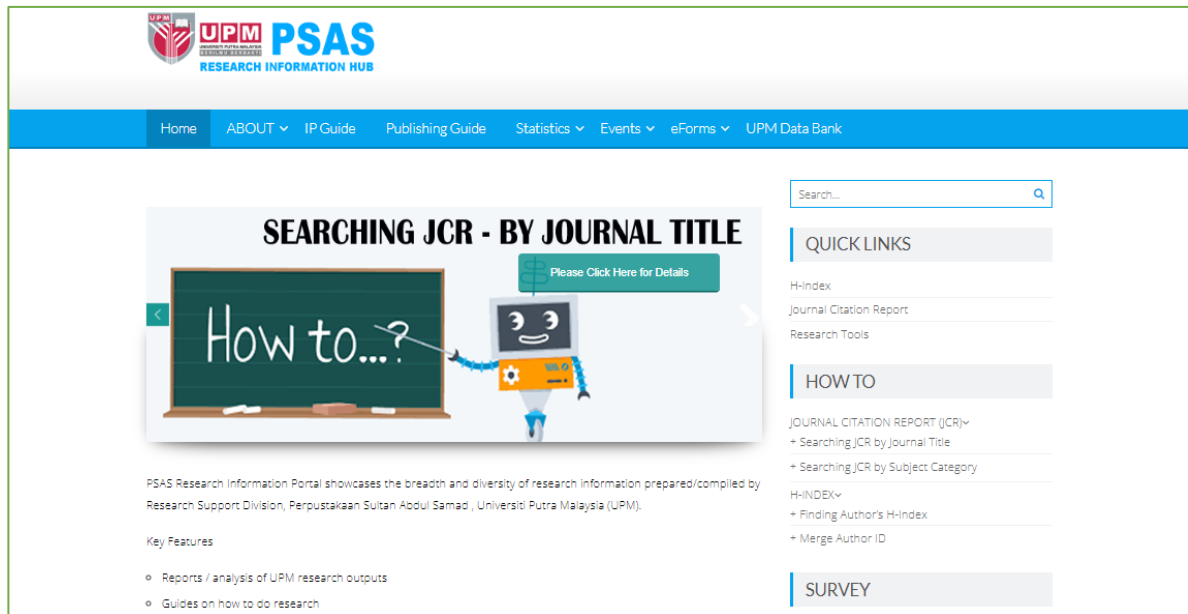 UPM
UPM PSAS
UNIVERSITI PUTRA MALAYSIA
BERILMU BERBAKTI
RESEARCH INFORMATION HUB
Home ABOUT IP Guide Publishing Guide Statistics Events eForms UPM Data Bank
Search...
SEARCHING JCR - BY JOURNAL TITLE
Please Click Here for Details
How to...?
PSAS Research Information Portal showcases the breadth and diversity of research information prepared/compiled by
Research Support Division, Perpustakaan Sultan Abdul Samad , Universiti Putra Malaysia (UPM).
Key Features
Reports / analysis of UPM research outputs
Guides on how to do research
QUICK LINKS
H-Index
Journal Citation Report
Research Tools
HOW TO
JOURNAL CITATION REPORT (JCR)
+ Searching JCR by Journal Title
+ Searching JCR by Subject Category
H-INDEX
+ Finding Author's H-Index
+ Merge Author ID
SURVEY